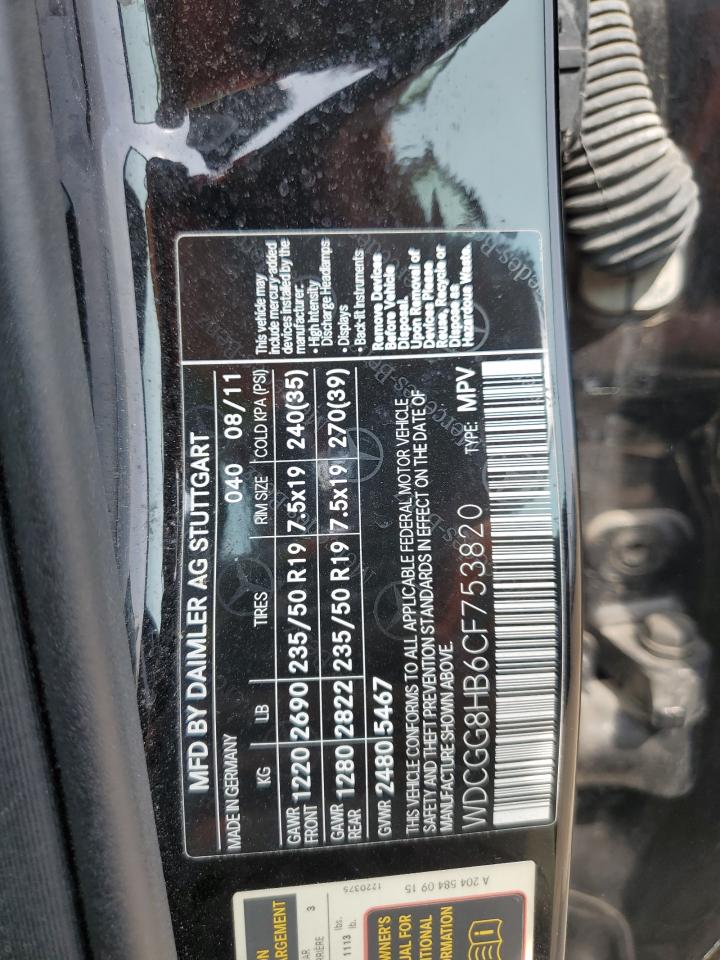 MFD BY DAIMLER AG STUTTGART
MADE IN GERMANY 040 08/11
KG LB TIRES RIM SIZE COLD KPA (PSI)
GAWR FRONT 1220 2690 235/50 R19 7.5x19 240(35)
GAWR REAR 1280 2822 235/50 R19 7.5x19 270(39)
GVWR 2480 5467
THIS VEHICLE CONFORMS TO ALL APPLICABLE FEDERAL MOTOR VEHICLE
SAFETY AND THEFT PREVENTION STANDARDS IN EFFECT ON THE DATE OF
MANUFACTURE SHOWN ABOVE.
WDCGG8HB6CF753820 TYPE: MPV
This vehicle may
include mercury-added
devices installed by the
manufacturer:
• High Intensity
Discharge Headlamps
• Displays
• Back-lit Instruments
Remove Devices
Before Vehicle
Disposal.
Upon Removal of
Devices Please
Reuse, Recycle or
Dispose as
Hazardous Waste.
A 204 584 09 15
1220375
3
lbs.
1113 lb.